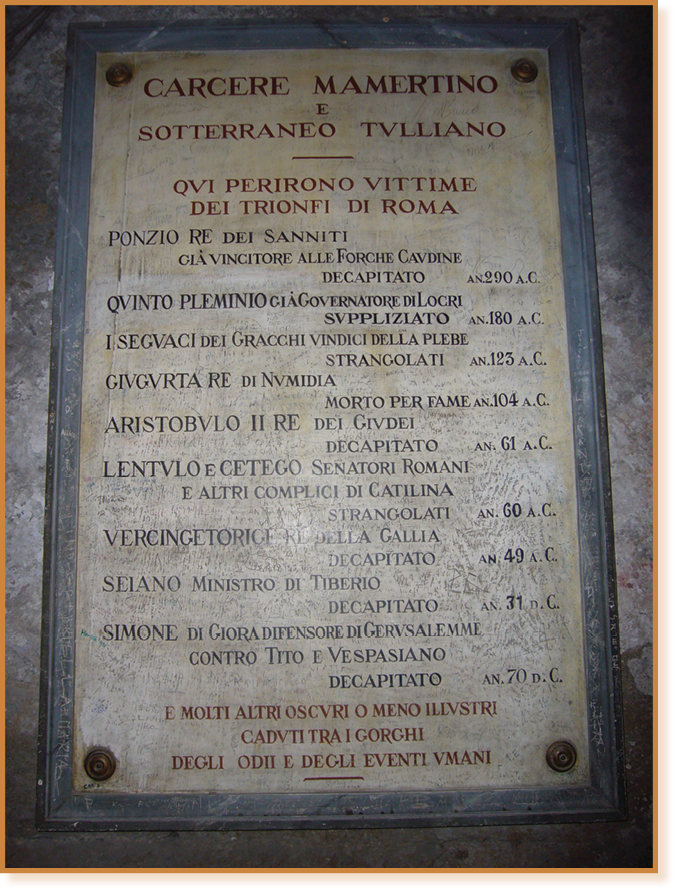 CARCERE MAMERTINO
E
SOTTERRANEO TVLLIANO
QVI PERIRONO VITTIME
DEI TRIONFI DI ROMA
PONZIO RE DEI SANNITI
GIÀ VINCITORE ALLE FORCHE CAVDINE
DECAPITATO AN.290 A.C.
QVINTO PLEMINIO GIÀ GOVERNATORE DI LOCRI
SVPPLIZIATO AN.180 A.C.
I SEGVACI DEI GRACCHI VINDICI DELLA PLEBE
STRANGOLATI AN.123 A.C.
GIVGVRTA RE DI NVMIDIA
MORTO PER FAME AN.104 A.C.
ARISTOBVLO II RE DEI GIVDEI
DECAPITATO AN. 61 A.C.
LENTVLO E CETEGO SENATORI ROMANI
E ALTRI COMPLICI DI CATILINA
STRANGOLATI AN. 60 A.C.
VERCINGETORIGE RE DELLA GALLIA
DECAPITATO AN. 49 A.C.
SEIANO MINISTRO DI TIBERIO
DECAPITATO AN. 31 D.C.
SIMONE DI GIORA DIFENSORE DI GERVSALEMME
CONTRO TITO E VESPASIANO
DECAPITATO AN. 70 D.C.
E MOLTI ALTRI OSCVRI O MENO ILLVSTRI
CADVTI TRA I GORGHI
DEGLI ODII E DEGLI EVENTI VMANI